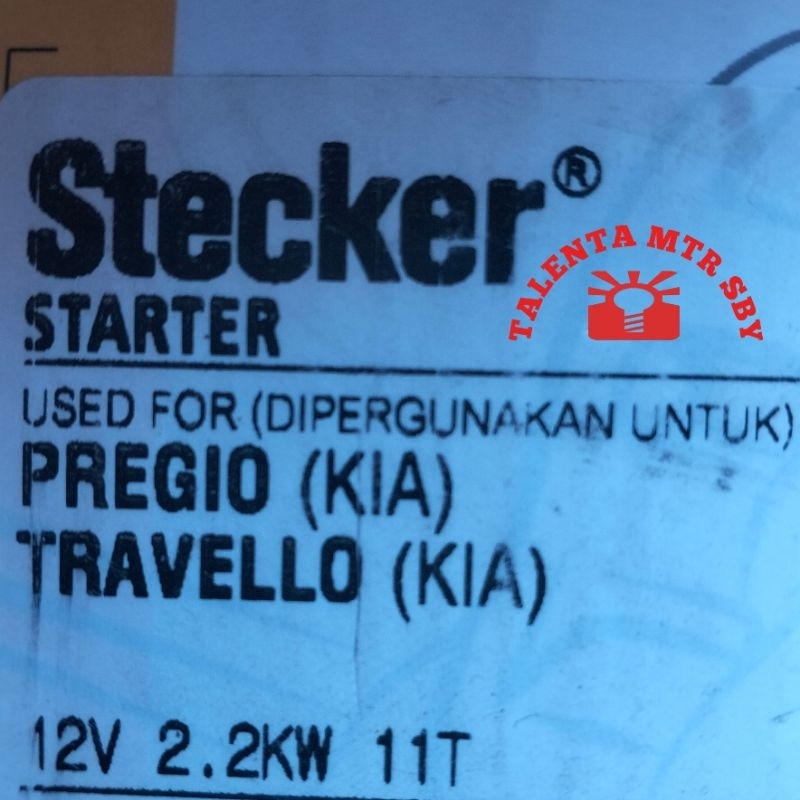 Stecker®
TALENTA MTR SBY
STARTER
USED FOR (DIPERGUNAKAN UNTUK)
PREGIO (KIA)
TRAVELLO (KIA)
12V 2.2KW 11T